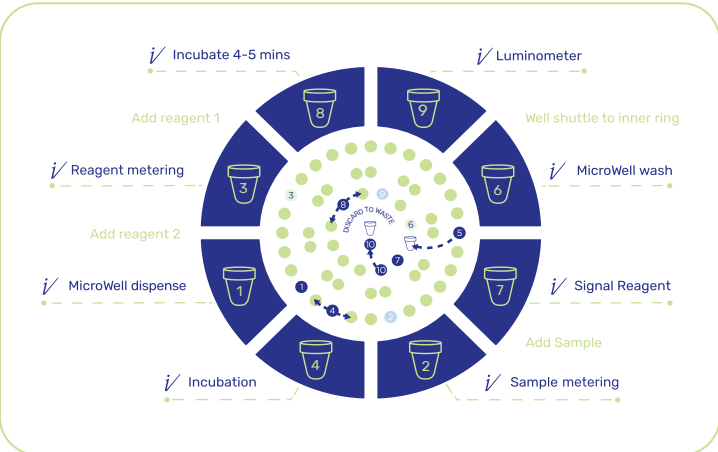 i/ Incubate 4-5 mins
i/ Luminometer
8
9
Add reagent 1
Well shuttle to inner ring
i/ Reagent metering
3
i/ MicroWell wash
6
3
9
8
DISCARD TO WASTE
6
5
Add reagent 2
10
7
10
i/ MicroWell dispense
1
1
i/ Signal Reagent
7
4
2
Add Sample
4
2
i/ Incubation
i/ Sample metering